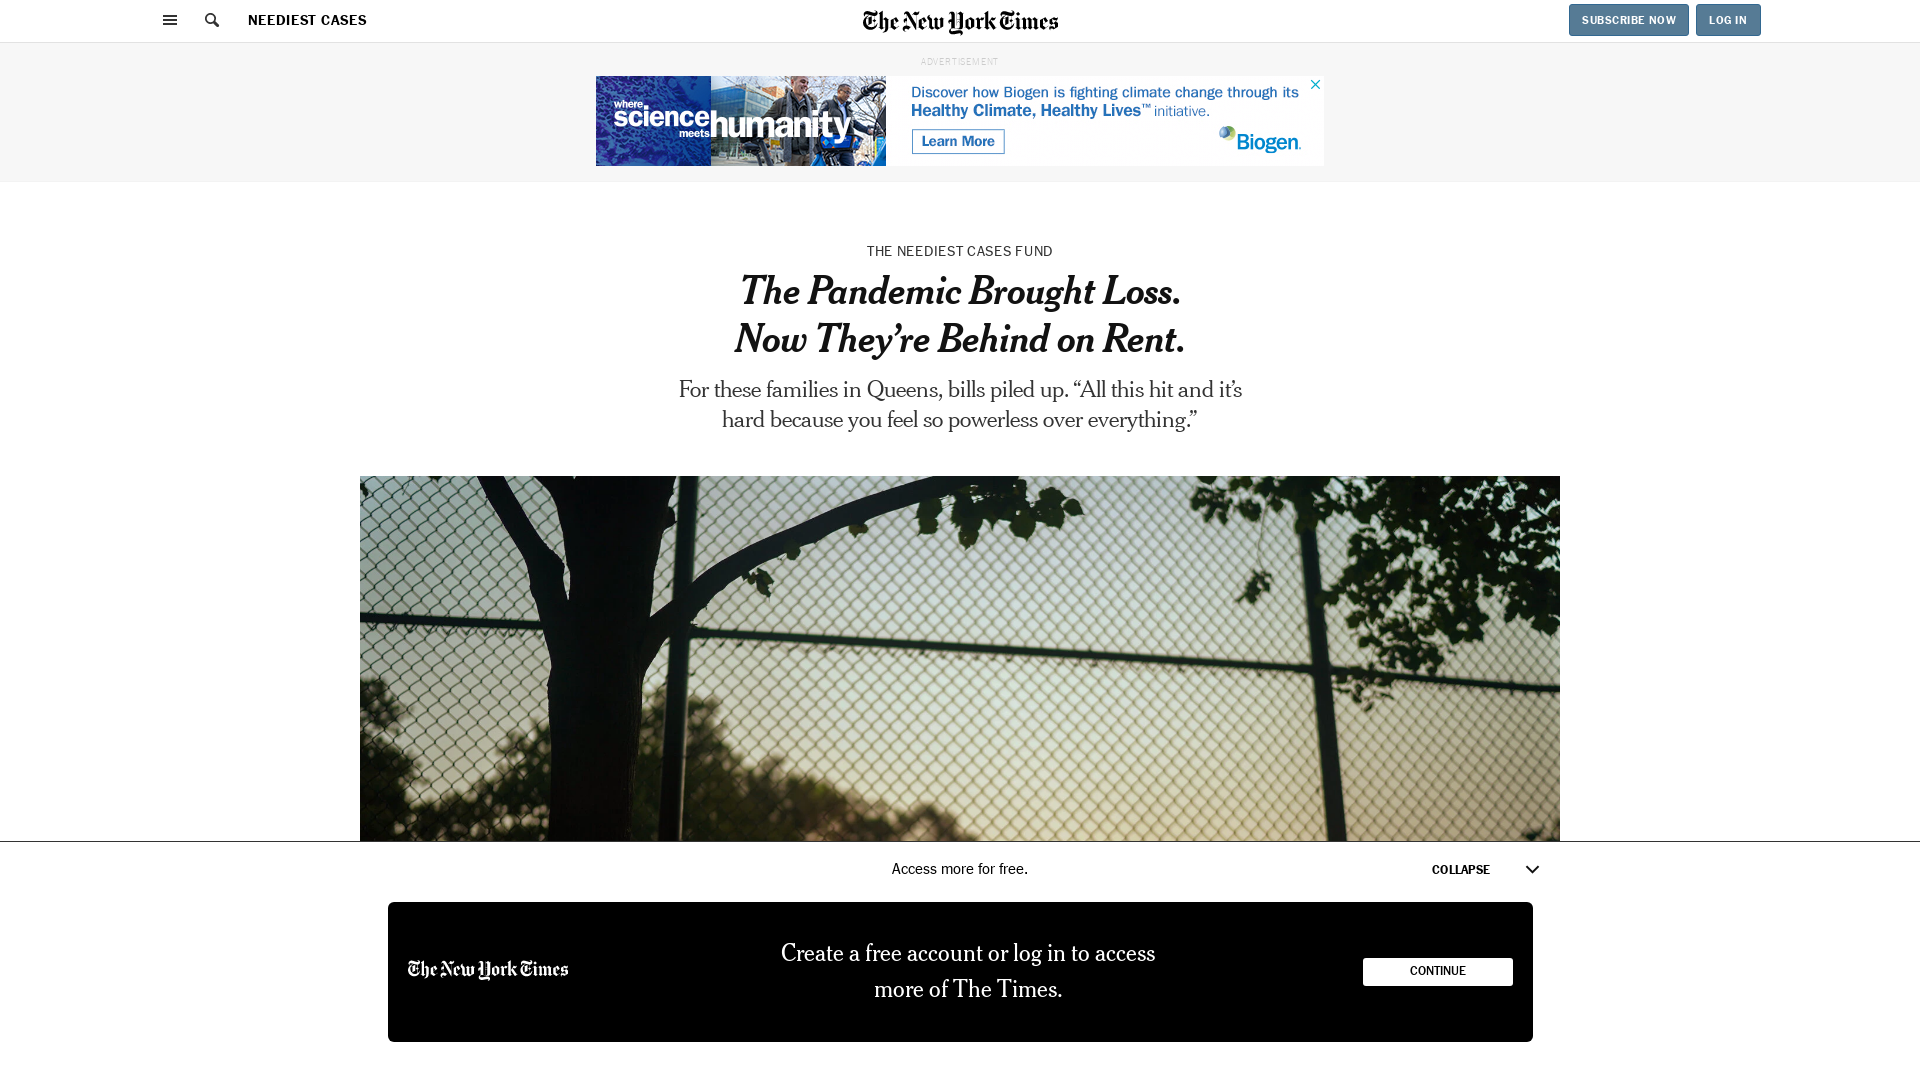 NEEDIEST CASES
The New York Times
SUBSCRIBE NOW
LOG IN
ADVERTISEMENT
where
science
meets
humanity
Discover how Biogen is fighting climate change through its
Healthy Climate, Healthy Lives™ initiative.
Learn More
Biogen.
THE NEEDIEST CASES FUND
The Pandemic Brought Loss.
Now They’re Behind on Rent.
For these families in Queens, bills piled up. “All this hit and it’s
hard because you feel so powerless over everything.”
Access more for free.
COLLAPSE
The New York Times
Create a free account or log in to access
more of The Times.
CONTINUE